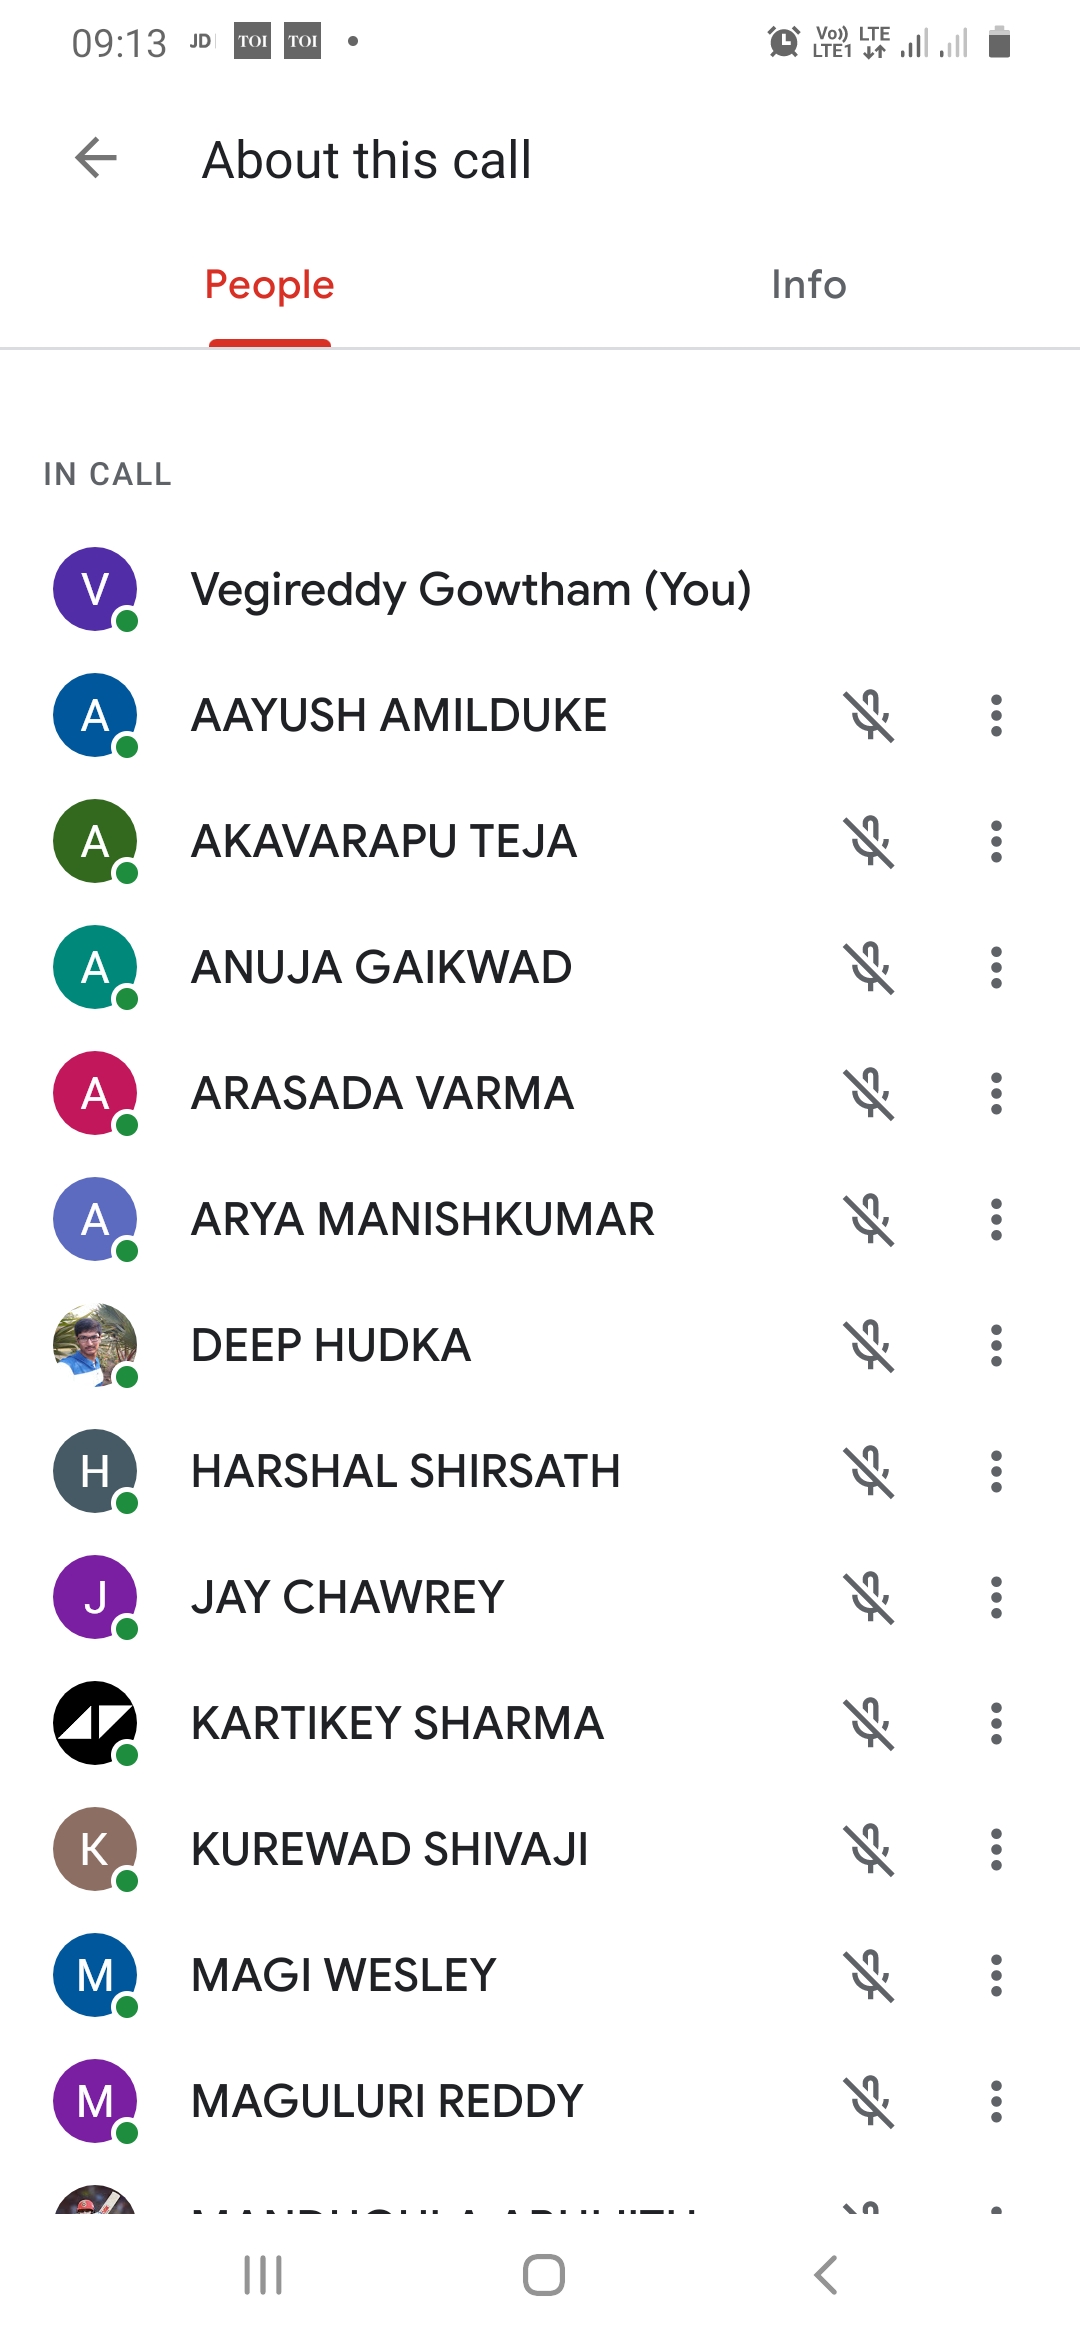 09:13 JD TOI TOI Vo)) LTE1 LTE
About this call
People Info
IN CALL
V Vegireddy Gowtham (You)
A AAYUSH AMILDUKE
A AKAVARAPU TEJA
A ANUJA GAIKWAD
A ARASADA VARMA
A ARYA MANISHKUMAR
DEEP HUDKA
H HARSHAL SHIRSATH
J JAY CHAWREY
KARTIKEY SHARMA
K KUREWAD SHIVAJI
M MAGI WESLEY
M MAGULURI REDDY